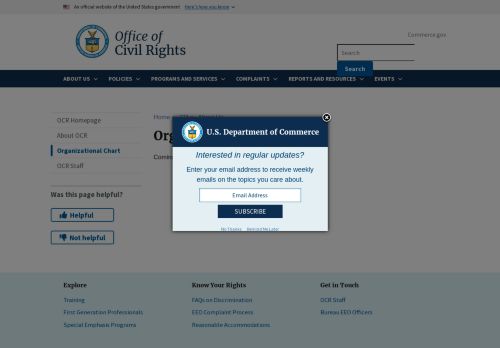 An official website of the United States government Here's how you know
Office of
Civil Rights
Commerce.gov
Search
Search
ABOUT US POLICIES PROGRAMS AND SERVICES COMPLAINTS REPORTS AND RESOURCES EVENTS
OCR Homepage
About OCR
Organizational Chart
OCR Staff
Was this page helpful?
Helpful
Not helpful
Home
Org
Comin
U.S. Department of Commerce
Interested in regular updates?
Enter your email address to receive weekly
emails on the topics you care about.
Email Address
SUBSCRIBE
No Thanks Remind Me Later
Explore
Training
First Generation Professionals
Special Emphasis Programs
Know Your Rights
FAQs on Discrimination
EEO Complaint Process
Reasonable Accommodations
Get in Touch
OCR Staff
Bureau EEO Officers